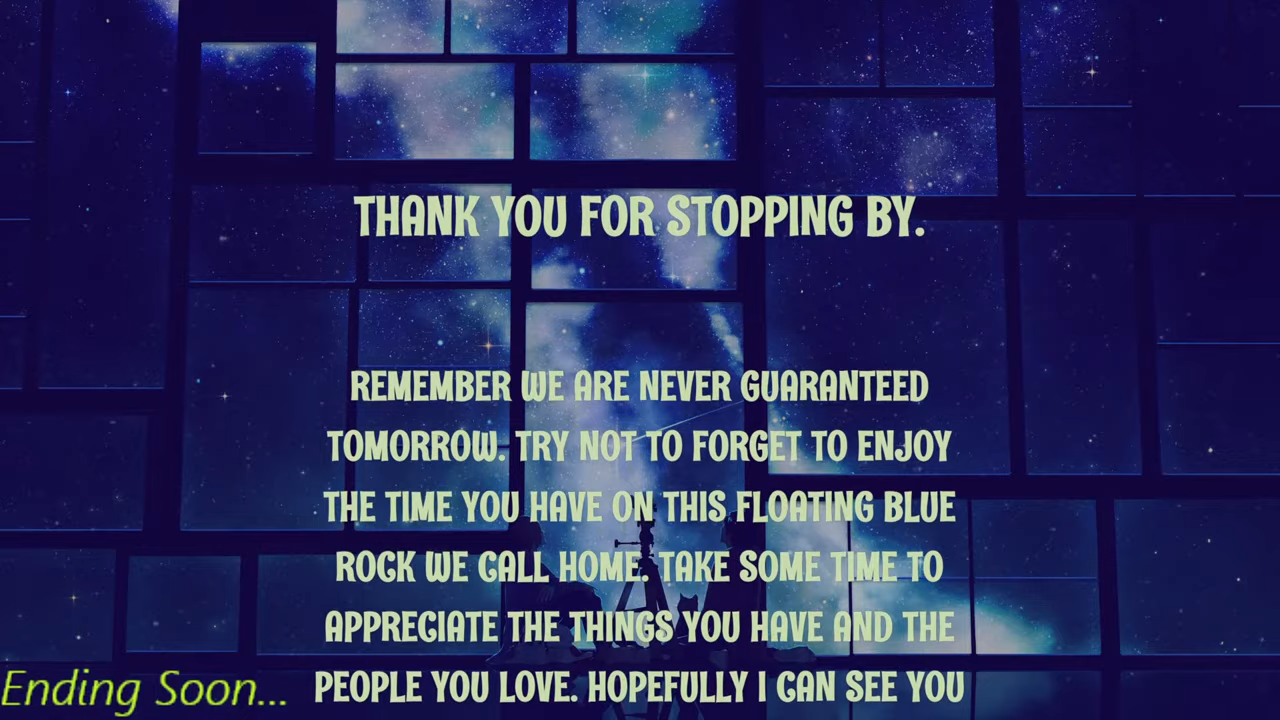 THANK YOU FOR STOPPING BY.
REMEMBER WE ARE NEVER GUARANTEED
TOMORROW. TRY NOT TO FORGET TO ENJOY
THE TIME YOU HAVE ON THIS FLOATING BLUE
ROCK WE CALL HOME. TAKE SOME TIME TO
APPRECIATE THE THINGS YOU HAVE AND THE
PEOPLE YOU LOVE. HOPEFULLY I CAN SEE YOU
Ending Soon...